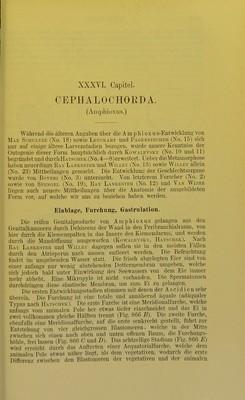 XXXVI. Capitel.
CEPHALOCHORDA.
(Amphioxus.)
Während die älteren Angaben über die Amphioxus-Entwicklung von
Max Schultze (No. 18) sowie Leuckart und Pagenstecher (No. 15) sich
nur auf einige ältere Larvenstadien bezogen, wurde unsere Kenntniss der
Ontogenie dieser Form hauptsächlich durch Kowalevsky (No. 10 und 11)
begründet und durch Hatschek (No. 4—8) erweitert. Ueber die Metamorphose
haben neuerdings Ray Lankester und Willey (No. 13) sowie Willey allein
(No. 23) Mittheilungen gemacht. Die Entwicklung der Geschlechtsorgane
wurde von Boveri (No. 3) untersucht. Von letzterem Forscher (No. 2)
sowie von Spengel (No. 19), Ray Lankester (No. 12) und Van Wijhe
liegen auch neuere Mittheilungen über die Anatomie der ausgebildeten
Form vor, auf welche wir uns zu beziehen haben werden.
Eiablage, Furchung, Gastrulation.
Die reifen Genitalproducte von Amphioxus gelangen aus den
Genitalkammern durch Dehiscenz der Wand in den Peribranchialraum, von
hier durch die Kiemenspalten in das Innere des Kiemendarms, und werden
durch die Mundöffnung ausgeworfen (Kowalevsky, Hatschek). Nach
Ray Lankester und Willey dagegen sollen sie in den meisten Fällen
durch den Atrioporus nach aussen entleert werden. Die Befruchtung
findet im umgebenden Wasser statt. Die frisch abgelegten Eier sind von
einer ihnen nur wenig abstehenden Dottermembran umgeben, welche
sich jedoch bald unter Einwirkung des Seewassers von dem Ei immer
mehr abhebt. Eine Mikropyle ist nicht vorhanden. Die Spermatozoen
durchdringen diese elastische Membran, um zum Ei zu gelangen.
Die ersten Entwicklungsstadien stimmen mit denen der Ascidien sehr
überein. Die Furchung ist eine totale und annähernd äquale (adäquater
Typus nach Hatschek). Die erste Furche ist eine Meridionalfurche, welche
anfangs vom animalen Pole her etwas tiefer einschneidet und das Ei in
zwei vollkommen gleiche Hälften trennt (Fig. 866 B). Die zweite Furche,
ebenfalls eine Meridionalfurche, auf die erste senkrecht gestellt, führt zur
Entstehung von vier gleichgrossen Blastomeren, welche in der Mitte
zwischen sich einen nach oben und unten offenen Raum, die Furchungs-
höhle, frei lassen (Fig. 866 C und D). Das achtzellige Stadium (Fig. 866 E)
wird erreicht durch das Auftreten einer Aequatorialfurche, welche dem
animalen Pole etwas näher liegt, als dem vegetativen, wodurch die erste
Differenz zwischen den Blastomeren der vegetativen und der animalen